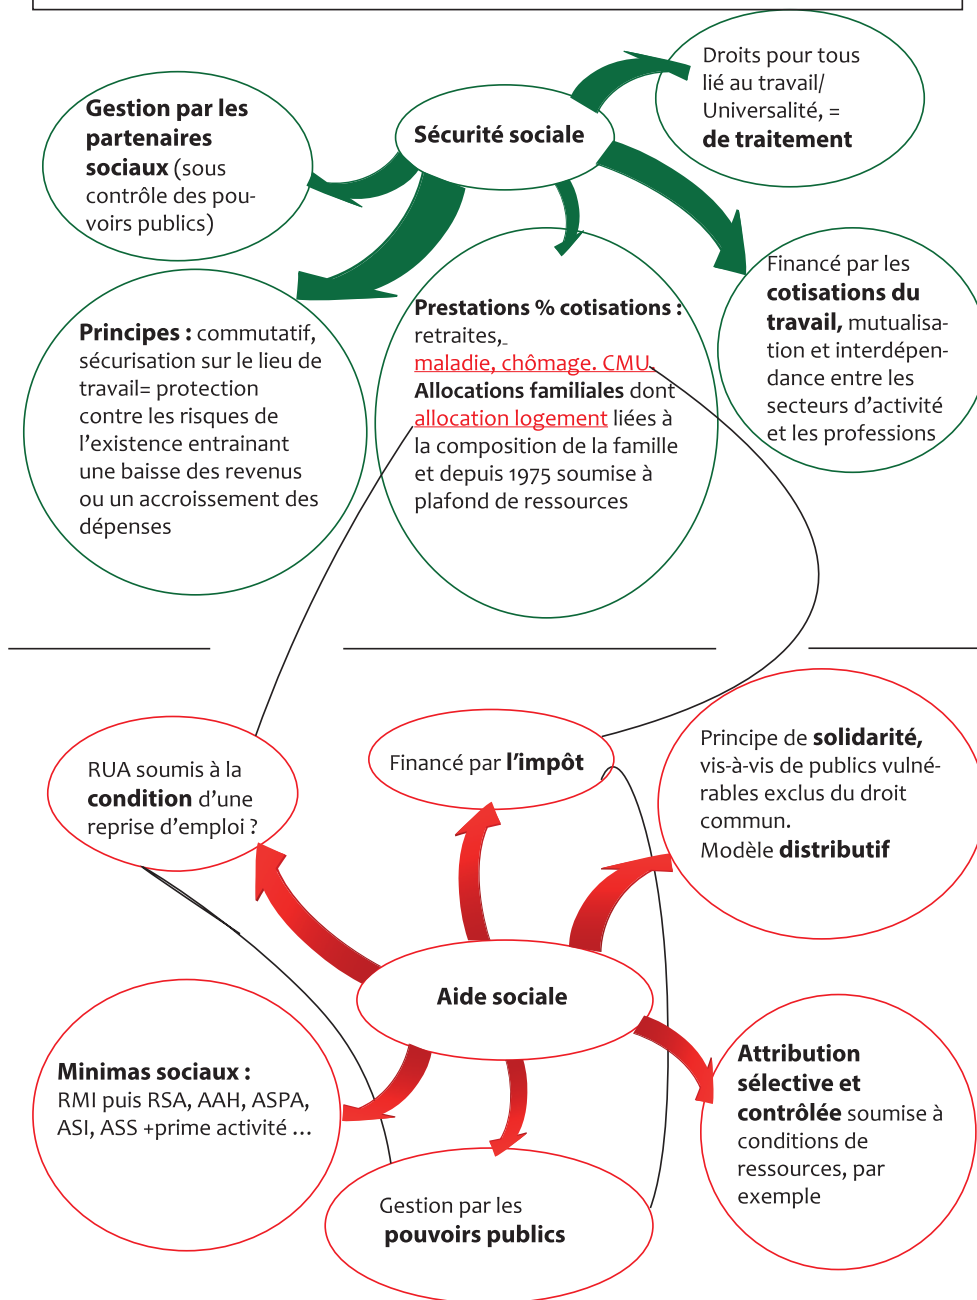 Droits pour tous
lié au travail/
Universalité, =
de traitement
Gestion par les
partenaires
sociaux (sous
contrôle des pou-
voirs publics)
Sécurité sociale
Financé par les
cotisations du
travail, mutualisa-
tion et interdépen-
dance entre les
secteurs d’activité
et les professions
Prestations % cotisations :
retraites,
maladie, chômage. CMU
Allocations familiales dont
allocation logement liées à
la composition de la famille
et depuis 1975 soumise à
plafond de ressources
Principes : commutatif,
sécurisation sur le lieu de
travail= protection
contre les risques de
l’existence entrainant
une baisse des revenus
ou un accroissement des
dépenses
RUA soumis à la
condition d’une
reprise d’emploi ?
Financé par l’impôt
Principe de solidarité,
vis-à-vis de publics vulné-
rables exclus du droit
commun.
Modèle distributif
Aide sociale
Minimas sociaux :
RMI puis RSA, AAH, ASPA,
ASI, ASS +prime activité …
Attribution
sélective et
contrôlée soumise à
conditions de
ressources, par
exemple
Gestion par les
pouvoirs publics